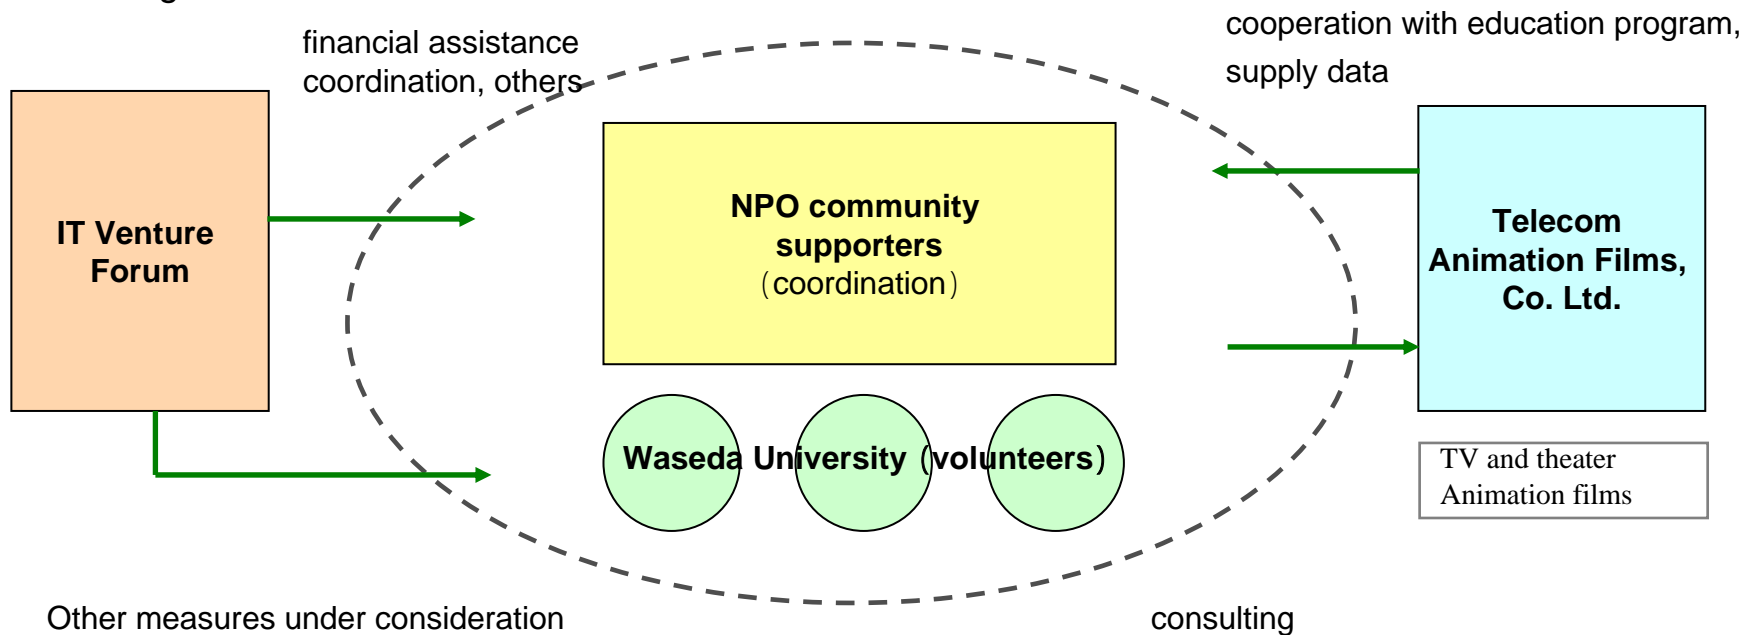 financial assistance
coordination, others
cooperation with education program,
supply data
IT Venture
Forum
NPO community
supporters
(coordination)
Telecom
Animation Films,
Co. Ltd.
Waseda University (volunteers)
TV and theater
Animation films
Other measures under consideration
consulting